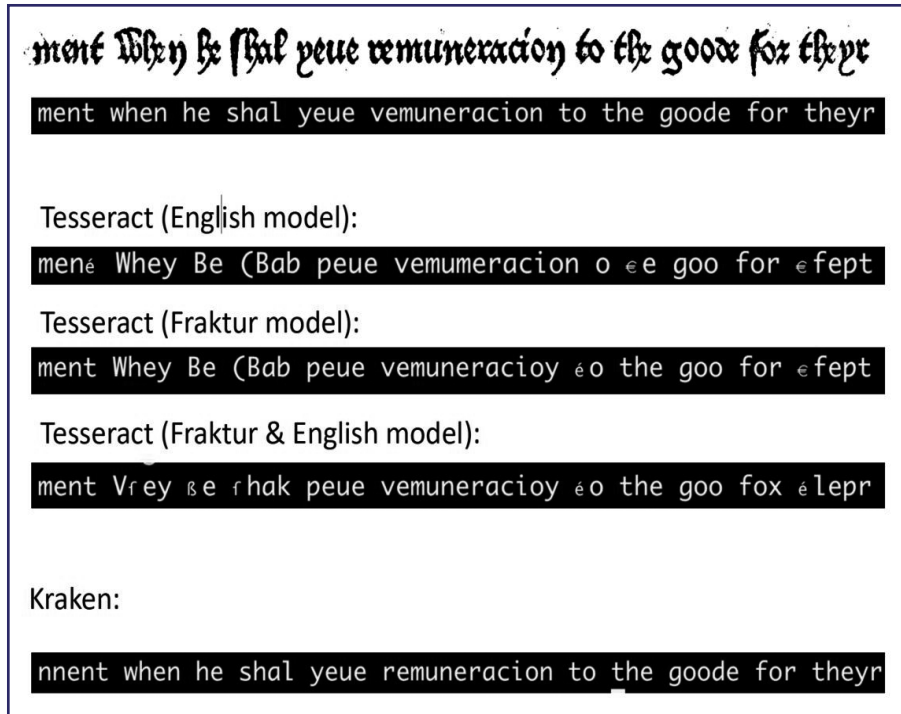 ment When he shal yeue remuneracion to the goode for theyr
ment when he shal yeue vemuneracion to the goode for theyr
Tesseract (English model):
mené Whey Be (Bab peue vemumeracion o €e goo for €fept
Tesseract (Fraktur model):
ment Whey Be (Bab peue vemuneracioy éo the goo for €fept
Tesseract (Fraktur & English model):
ment Vſey ße ſhak peue vemuneracioy éo the goo fox élepr
Kraken:
nnent when he shal yeue remuneracion to the goode for theyr